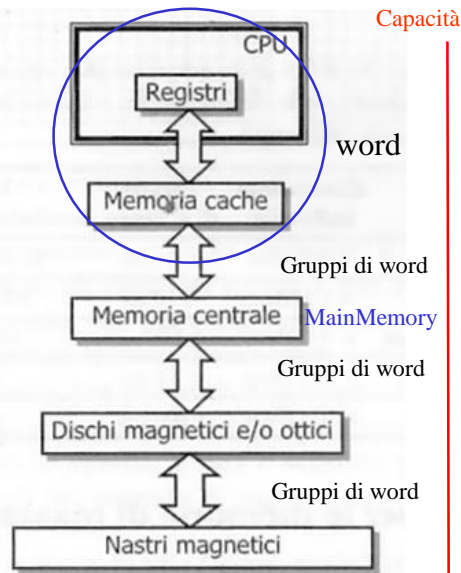 Capacità
CPU
Registri
word
Memoria cache
Gruppi di word
Memoria centrale
MainMemory
Gruppi di word
Dischi magnetici e/o ottici
Gruppi di word
Nastri magnetici